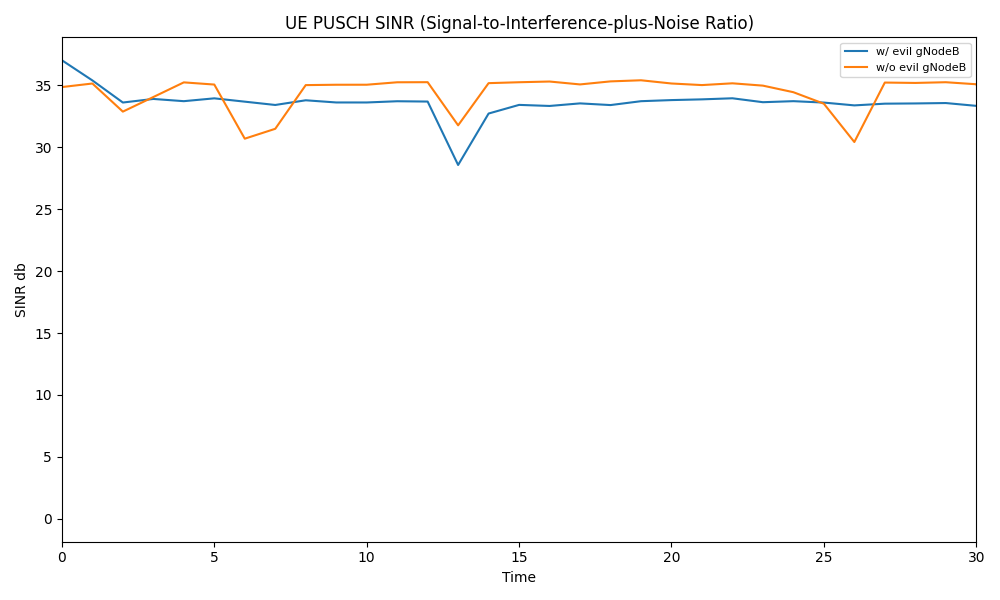 UE PUSCH SINR (Signal-to-Interference-plus-Noise Ratio)
w/ evil gNodeB
w/o evil gNodeB
SINR db
35
30
25
20
15
10
5
0
0 5 10 15 20 25 30
Time